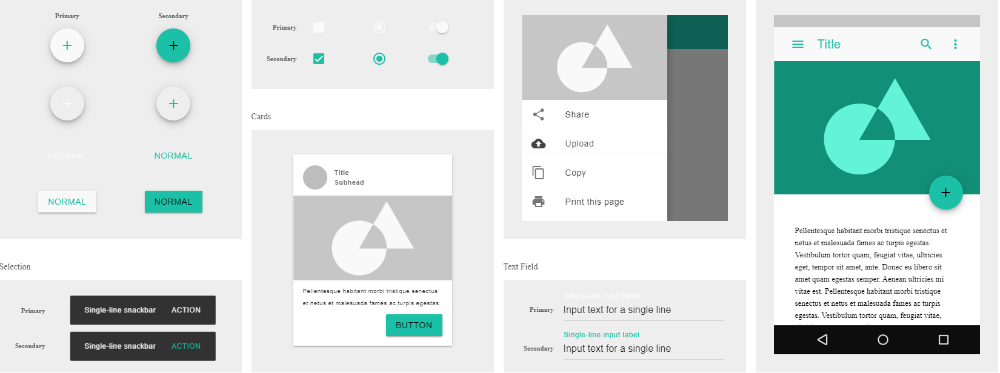 Primary
Secondary
NORMAL
NORMAL
NORMAL
NORMAL
Selection
Primary
Single-line snackbar
ACTION
Secondary
Single-line snackbar
ACTION
Primary
Secondary
Cards
Title
Subhead
Pellentesque habitant morbi tristique senectus
et netus et malesuada fames ac turpis egestas.
BUTTON
Share
Upload
Copy
Print this page
Text Field
Single-line input label
Primary
Input text for a single line
Single-line input label
Secondary
Input text for a single line
Title
Pellentesque habitant morbi tristique senectus et
netus et malesuada fames ac turpis egestas.
Vestibulum tortor quam, feugiat vitae, ultricies
eget, tempor sit amet, ante. Donec eu libero sit
amet quam egestas semper. Aenean ultricies mi
vitae est. Pellentesque habitant morbi tristique
senectus et netus et malesuada fames ac turpis
egestas. Vestibulum tortor quam, feugiat vitae,